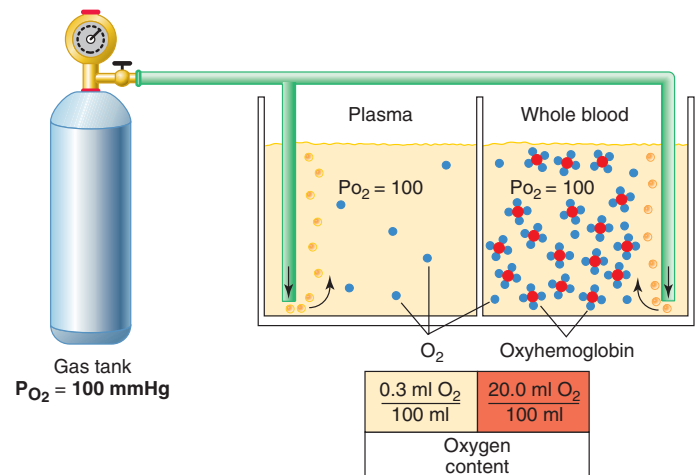 Plasma
Whole blood
Po₂ = 100
Po₂ = 100
O₂
Oxyhemoglobin
Gas tank
PO₂ = 100 mmHg
0.3 ml O₂
100 ml
20.0 ml O₂
100 ml
Oxygen
content